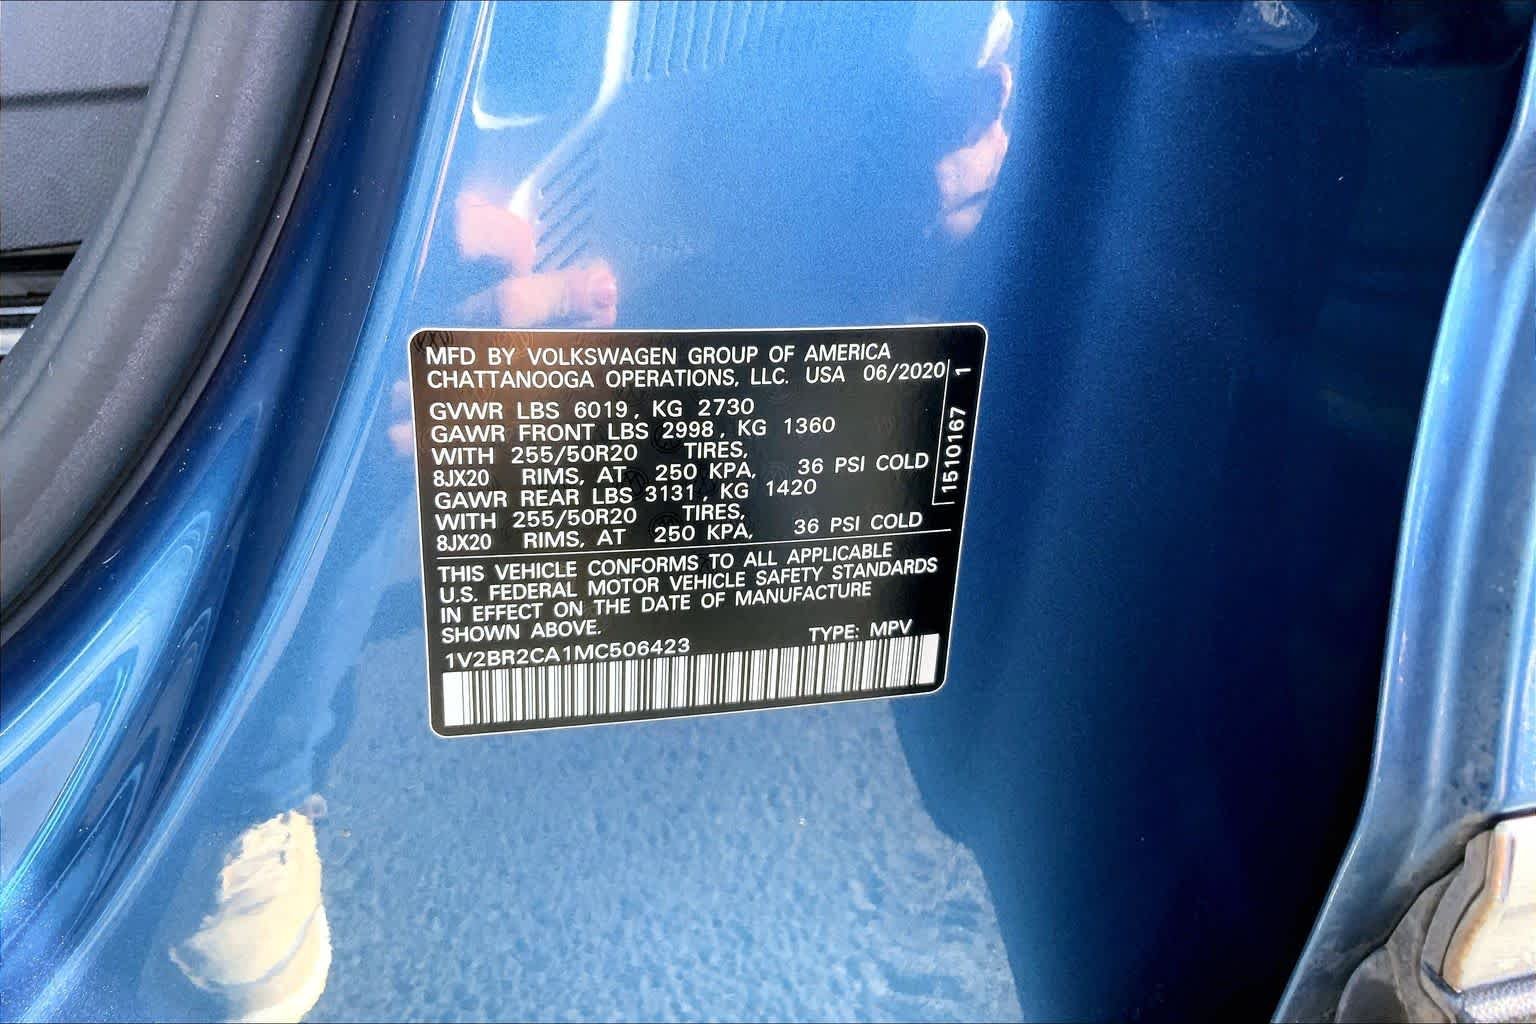 MFD BY VOLKSWAGEN GROUP OF AMERICA
CHATTANOOGA OPERATIONS, LLC. USA 06/2020
GVWR LBS 6019, KG 2730
GAWR FRONT LBS 2998, KG 1360
WITH 255/50R20 TIRES,
8JX20 RIMS, AT 250 KPA, 36 PSI COLD
GAWR REAR LBS 3131, KG 1420
WITH 255/50R20 TIRES,
8JX20 RIMS, AT 250 KPA, 36 PSI COLD
THIS VEHICLE CONFORMS TO ALL APPLICABLE
U.S. FEDERAL MOTOR VEHICLE SAFETY STANDARDS
IN EFFECT ON THE DATE OF MANUFACTURE
SHOWN ABOVE. TYPE: MPV
1V2BR2CA1MC506423
1510167 1